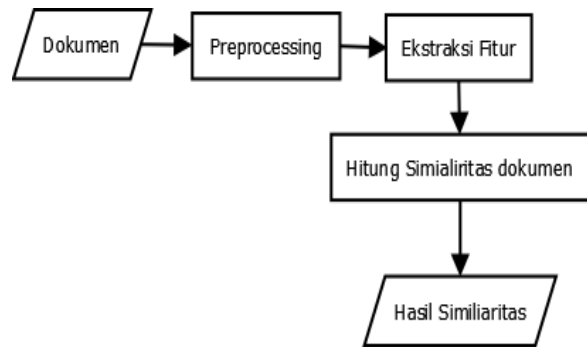 Dokumen
Preprocessing
Ekstraksi Fitur
Hitung Simialiritas dokumen
Hasil Similiaritas